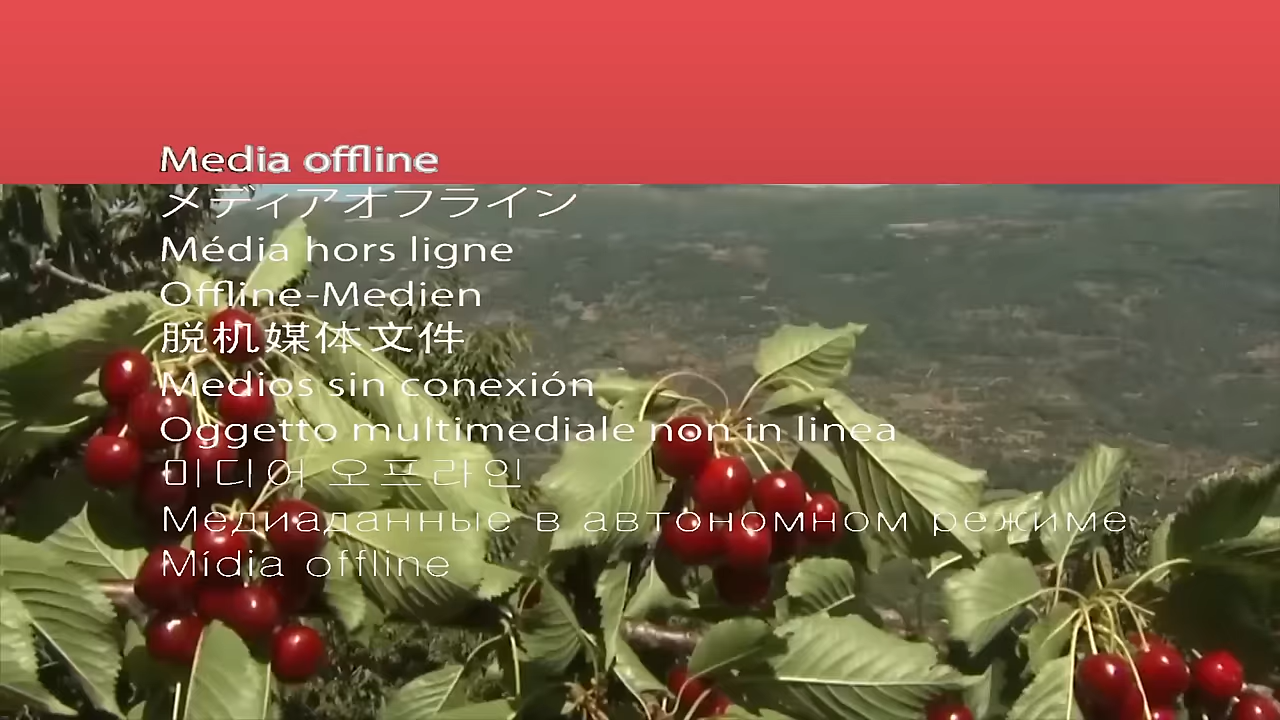 Media offline
メディアオフライン
Média hors ligne
Offline-Medien
脱机媒体文件
Medios sin conexión
Oggetto multimediale non in linea
미디어 오프라인
Медиаданные в автономном режиме
Mídia offline